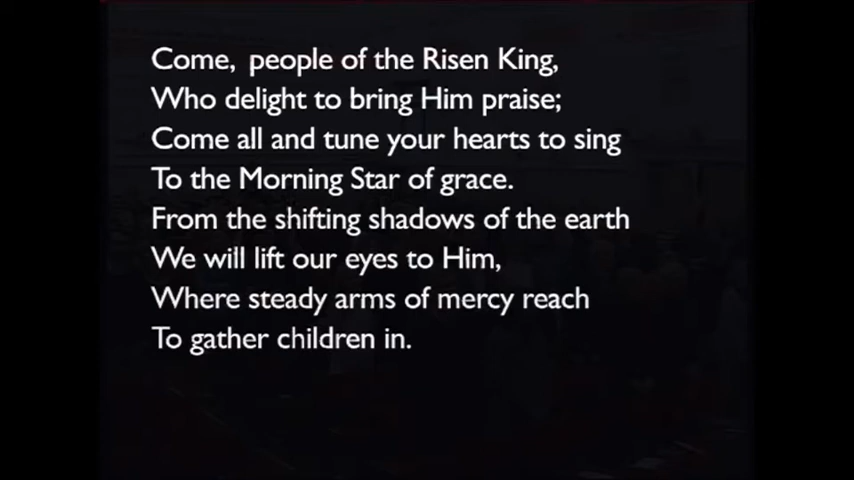 Come, people of the Risen King,
Who delight to bring Him praise;
Come all and tune your hearts to sing
To the Morning Star of grace.
From the shifting shadows of the earth
We will lift our eyes to Him,
Where steady arms of mercy reach
To gather children in.